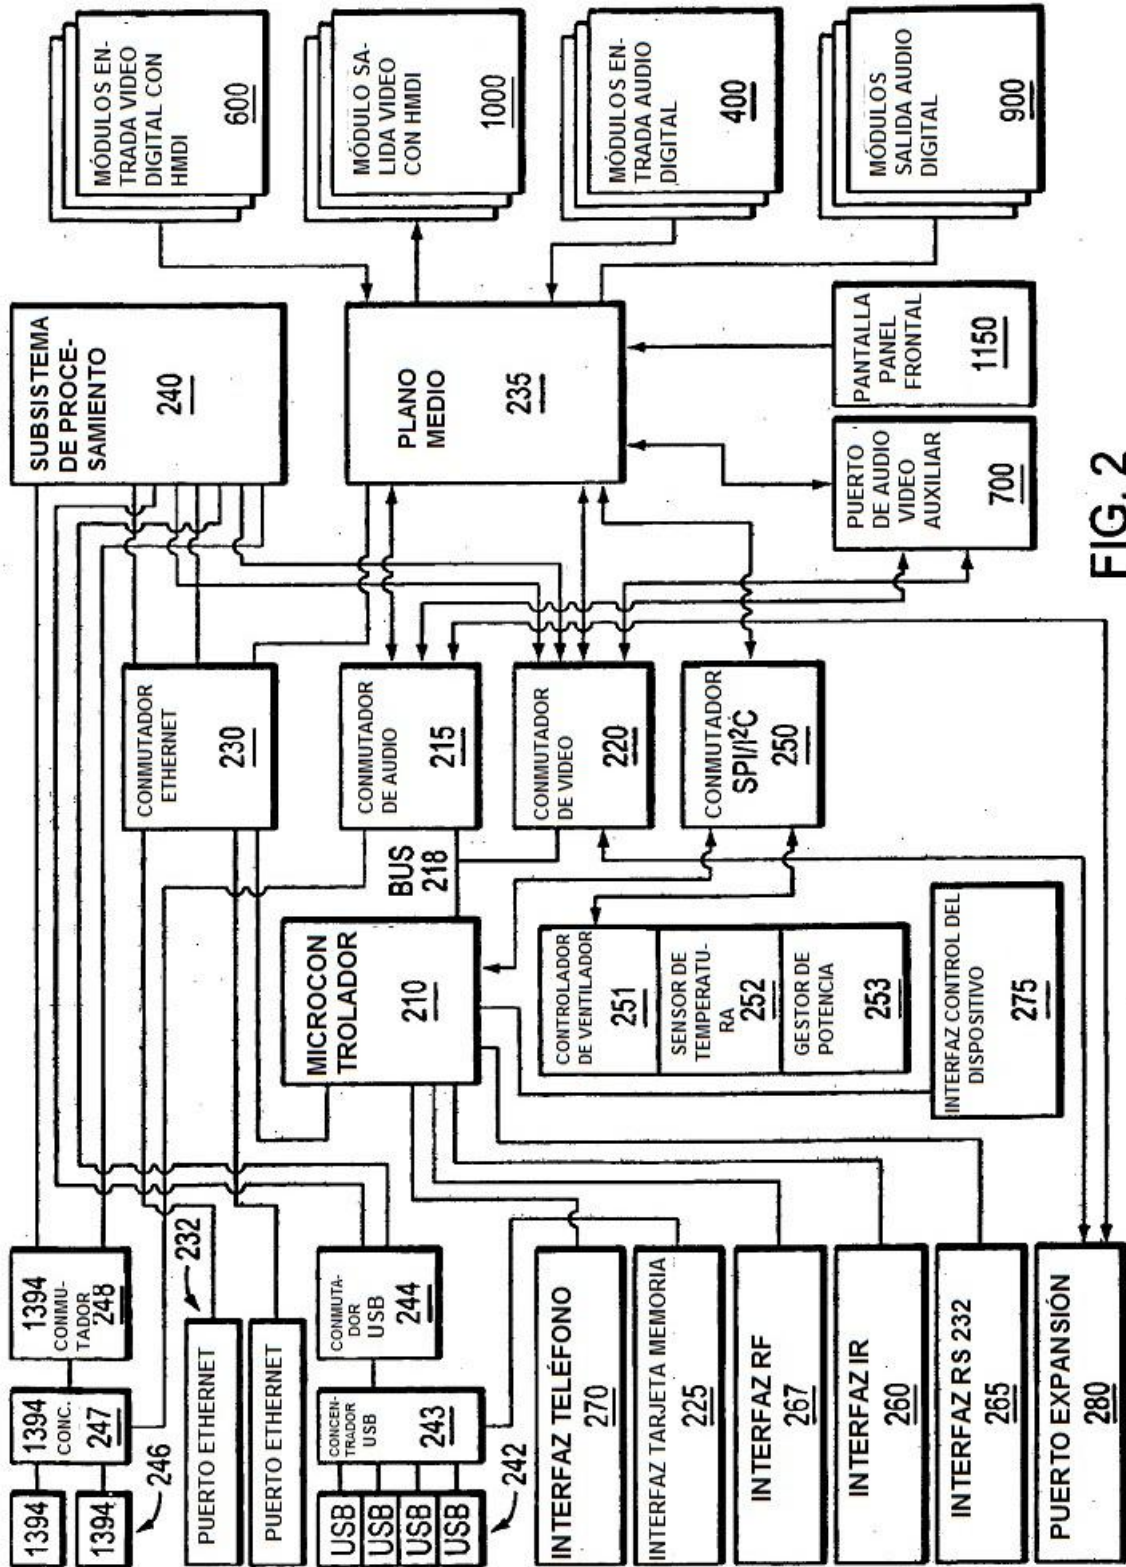 MÓDULOS EN-
TRADA VIDEO
DIGITAL CON
HMDI
600
MÓDULO SA-
LIDA VIDEO
CON HMDI
1000
MÓDULOS EN-
TRADA AUDIO
DIGITAL
400
MÓDULOS
SALIDA AUDIO
DIGITAL
900
SUBSISTEMA
DE PROCE-
SAMIENTO
240
PLANO
MEDIO
235
PANTALLA
PANEL
FRONTAL
1150
PUERTO
DE AUDIO
VIDEO
AUXILIAR
700
CONMUTADOR
ETHERNET
230
CONMUTADOR
DE AUDIO
215
CONMUTADOR
DE VIDEO
220
CONMUTADOR
SPI/I²C
250
BUS
218
MICROCON
TROLADOR
210
CONTROLADOR
DE VENTILADOR
251
SENSOR DE
TEMPERATU-
RA
252
GESTOR DE
POTENCIA
253
INTERFAZ CONTROL DEL
DISPOSITIVO
275
1394
CONMU-
TADOR
248
1394
CONC.
247
1394
1394
246
232
PUERTO ETHERNET
PUERTO ETHERNET
CONMUTA-
DOR
USB
244
CONCEN-
TRADOR
USB
243
USB
USB
USB
USB
242
INTERFAZ TELÉFONO
270
INTERFAZ TARJETA MEMORIA
225
INTERFAZ RF
267
INTERFAZ IR
260
INTERFAZ RS 232
265
PUERTO EXPANSIÓN
280
FIG. 2